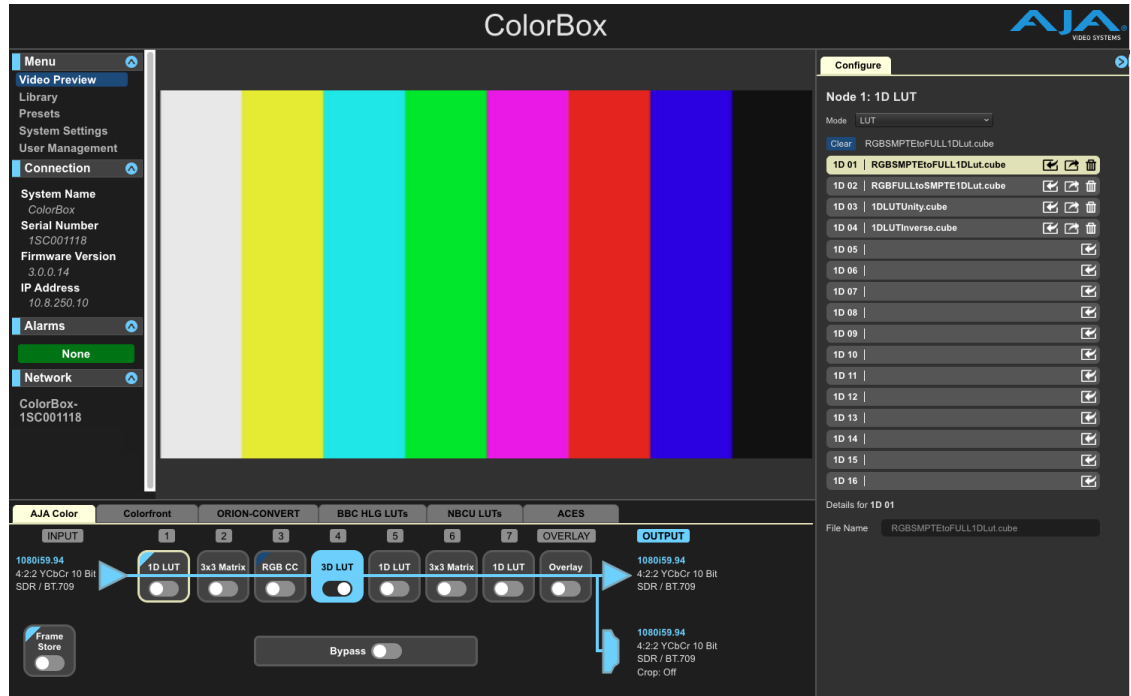 ColorBox
AJA
VIDEO SYSTEMS
Menu
Video Preview
Library
Presets
System Settings
User Management
Connection
System Name
ColorBox
Serial Number
1SC001118
Firmware Version
3.0.0.14
IP Address
10.8.250.10
Alarms
None
Network
ColorBox-
1SC001118
Configure
Node 1: 1D LUT
Mode LUT
Clear RGBSMPTEtoFULL1DLut.cube
1D 01 | RGBSMPTEtoFULL1DLut.cube
1D 02 | RGBFULLtoSMPTE1DLut.cube
1D 03 | 1DLUTUnity.cube
1D 04 | 1DLUTInverse.cube
1D 05 |
1D 06 |
1D 07 |
1D 08 |
1D 09 |
1D 10 |
1D 11 |
1D 12 |
1D 13 |
1D 14 |
1D 15 |
1D 16 |
Details for 1D 01
File Name RGBSMPTEtoFULL1DLut.cube
AJA Color Colorfront ORION-CONVERT BBC HLG LUTs NBCU LUTs ACES
INPUT 1 2 3 4 5 6 7 OVERLAY OUTPUT
1080i59.94
4:2:2 YCbCr 10 Bit
SDR / BT.709
1D LUT 3x3 Matrix RGB CC 3D LUT 1D LUT 3x3 Matrix 1D LUT Overlay
1080i59.94
4:2:2 YCbCr 10 Bit
SDR / BT.709
Frame
Store
Bypass
1080i59.94
4:2:2 YCbCr 10 Bit
SDR / BT.709
Crop: Off